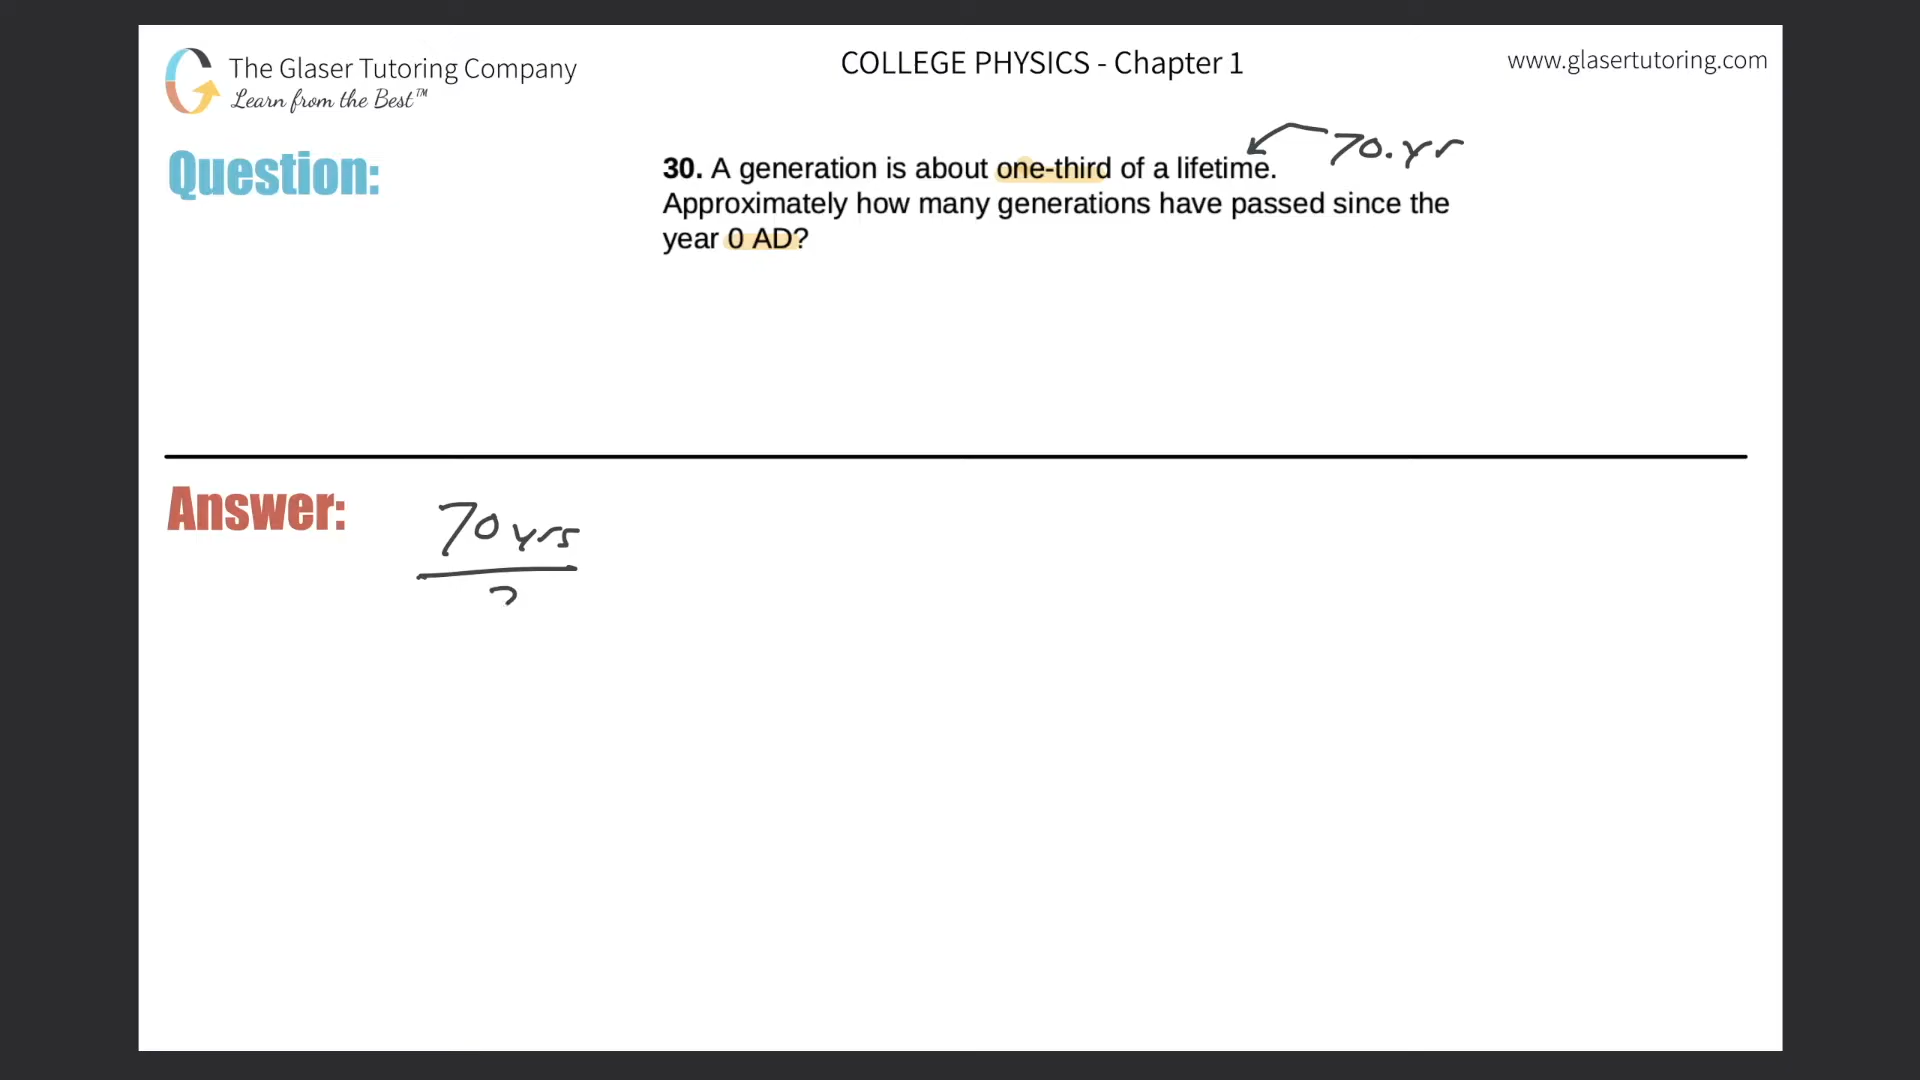 The Glaser Tutoring Company
Learn from the Best™
COLLEGE PHYSICS - Chapter 1
www.glasertutoring.com
Question:
70.yr
30. A generation is about one-third of a lifetime.
Approximately how many generations have passed since the
year 0 AD?
Answer:
70yrs